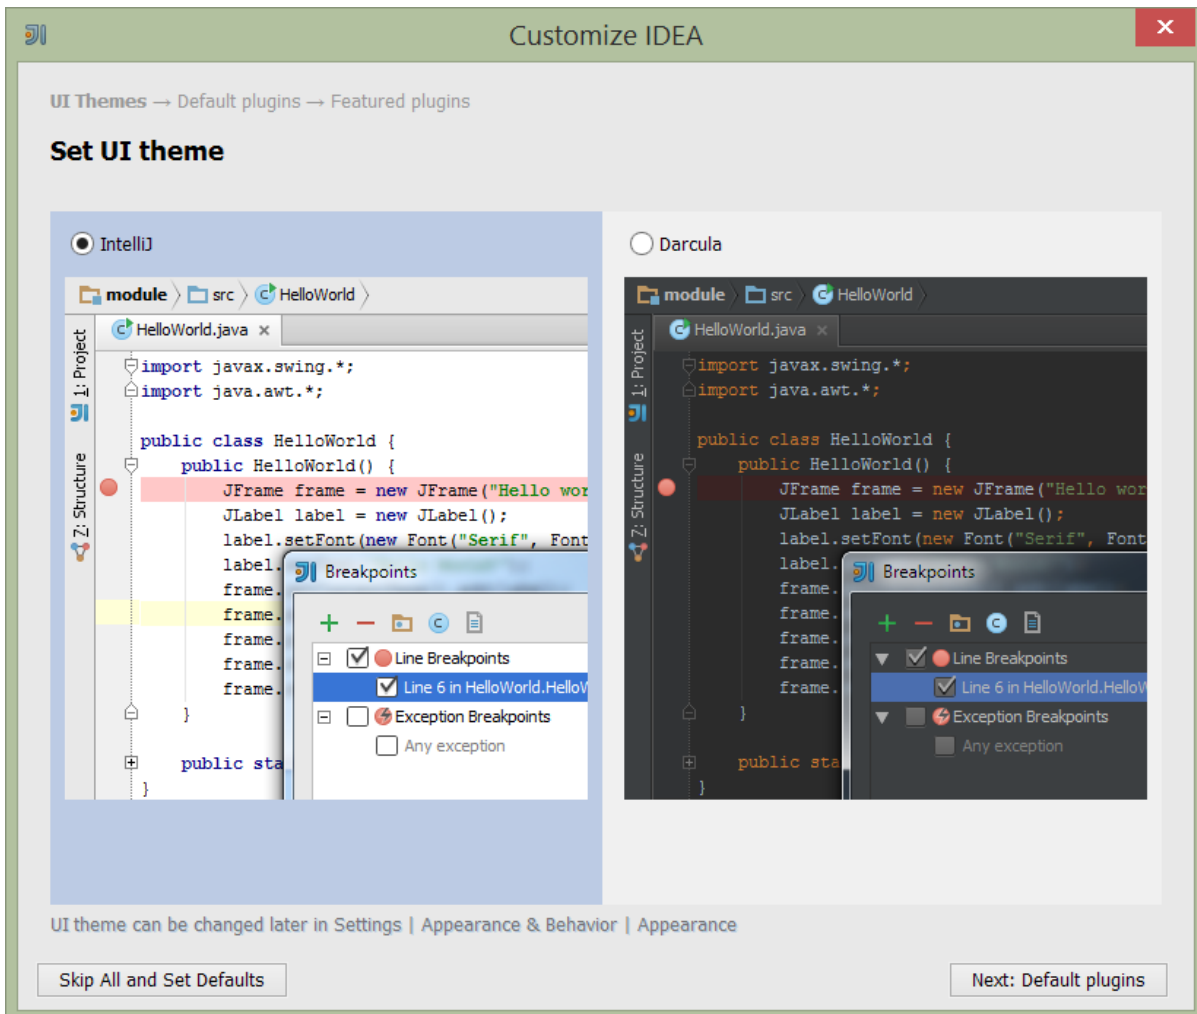 Customize IDEA
UI Themes → Default plugins → Featured plugins
Set UI theme
IntelliJ
module src HelloWorld
HelloWorld.java
1: Project
7: Structure
import javax.swing.*;
import java.awt.*;
public class HelloWorld {
public HelloWorld() {
JFrame frame = new JFrame("Hello wor
JLabel label = new JLabel();
label.setFont(new Font("Serif", Font
label.
frame.
frame.
frame.
frame.
frame.
}
public sta
}
Breakpoints
Line Breakpoints
Line 6 in HelloWorld.HelloW
Exception Breakpoints
Any exception
Darcula
module src HelloWorld
HelloWorld.java
1: Project
7: Structure
import javax.swing.*;
import java.awt.*;
public class HelloWorld {
public HelloWorld() {
JFrame frame = new JFrame("Hello wor
JLabel label = new JLabel();
label.setFont(new Font("Serif", Font
label.
frame.
frame.
frame.
frame.
frame.
}
public sta
}
Breakpoints
Line Breakpoints
Line 6 in HelloWorld.HelloW
Exception Breakpoints
Any exception
UI theme can be changed later in Settings | Appearance & Behavior | Appearance
Skip All and Set Defaults
Next: Default plugins